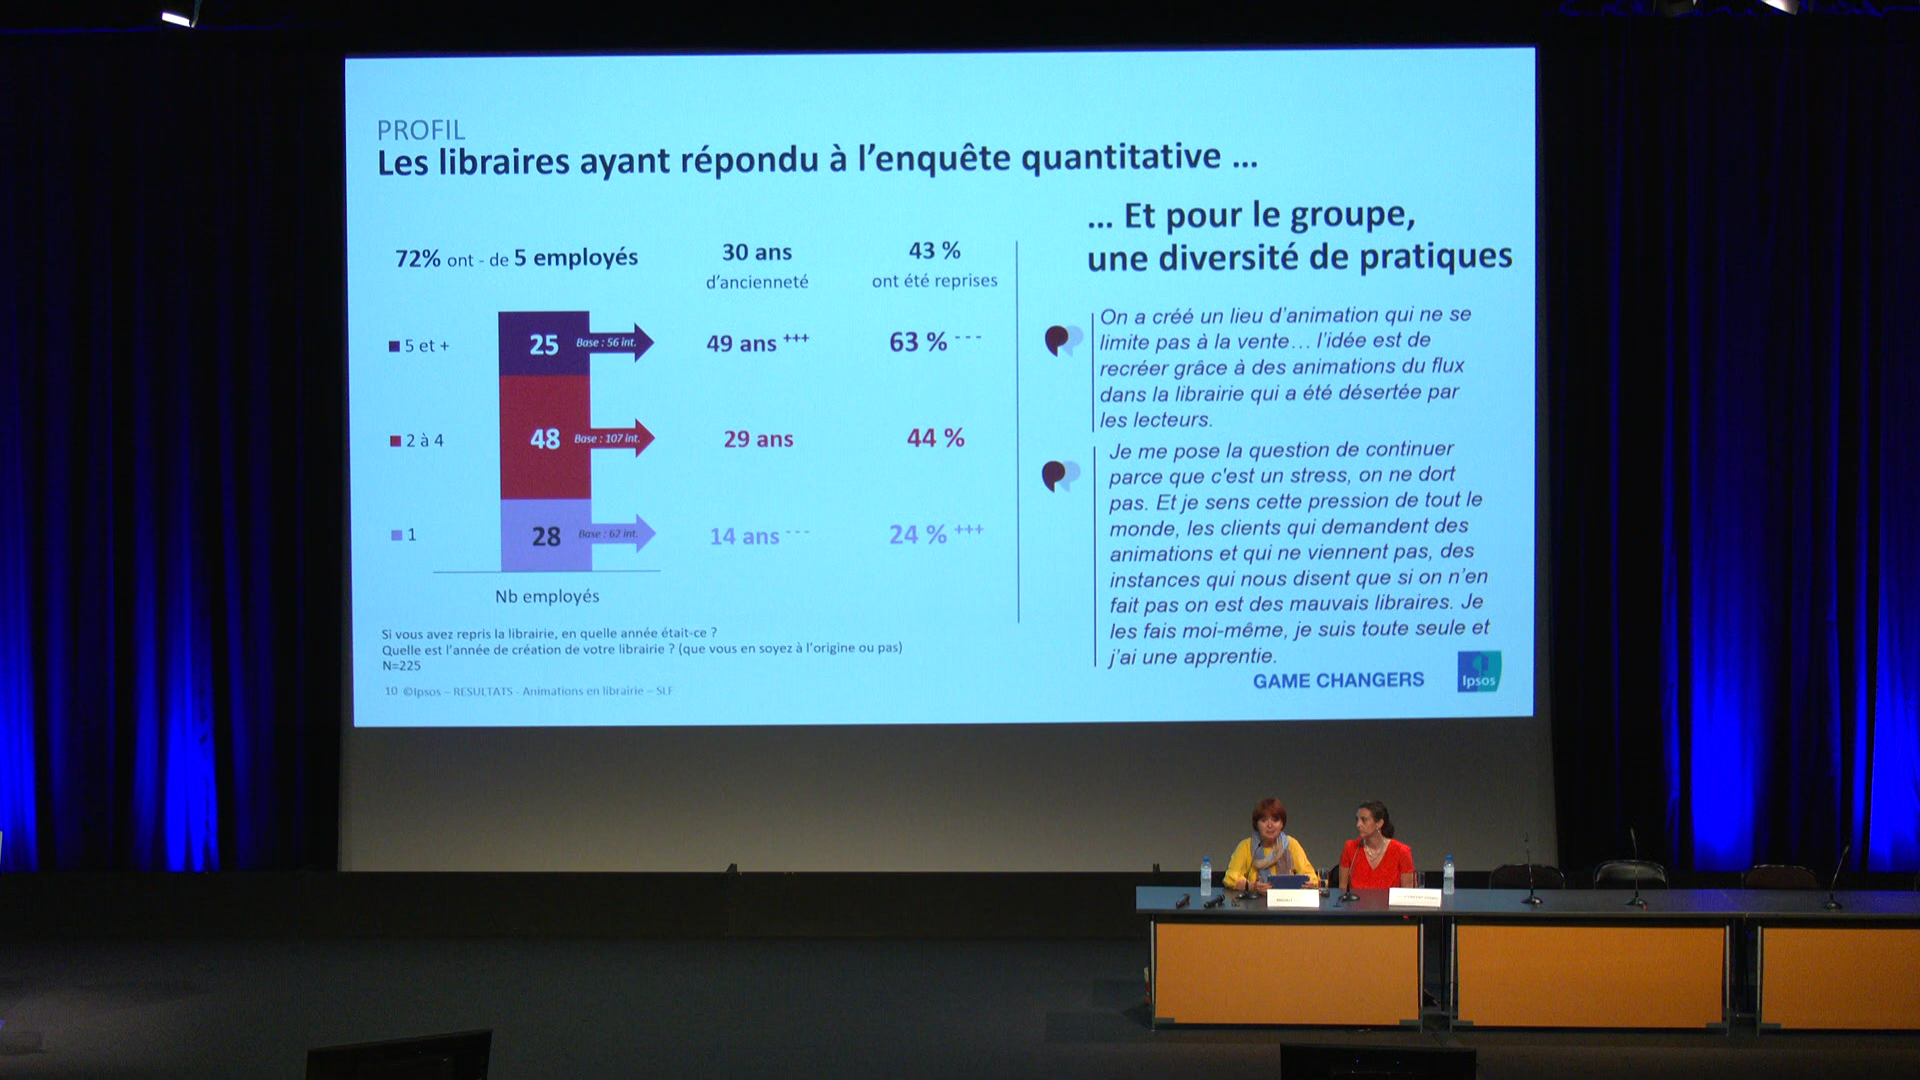 PROFIL
Les libraires ayant répondu à l'enquête quantitative ...
72% ont - de 5 employés
30 ans
d'ancienneté
43 %
ont été reprises
5 et +
25
Base : 56 int.
49 ans +++
63 % - - -
2 à 4
48
Base : 107 int.
29 ans
44 %
1
28
Base : 62 int.
14 ans - - -
24 % +++
Nb employés
Si vous avez repris la librairie, en quelle année était-ce ?
Quelle est l'année de création de votre librairie ? (que vous en soyez à l'origine ou pas)
N=225
10 ©Ipsos – RESULTATS - Animations en librairie – SLF
... Et pour le groupe,
une diversité de pratiques
On a créé un lieu d'animation qui ne se
limite pas à la vente... l'idée est de
recréer grâce à des animations du flux
dans la librairie qui a été désertée par
les lecteurs.
Je me pose la question de continuer
parce que c'est un stress, on ne dort
pas. Et je sens cette pression de tout le
monde, les clients qui demandent des
animations et qui ne viennent pas, des
instances qui nous disent que si on n'en
fait pas on est des mauvais libraires. Je
les fais moi-même, je suis toute seule et
j'ai une apprentie.
GAME CHANGERS
Ipsos